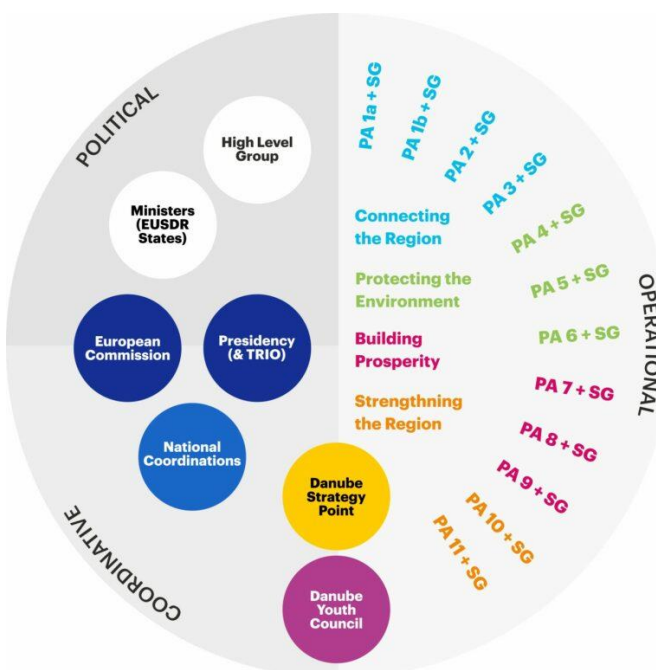 POLITICAL
High Level
Group
Ministers
(EUSDR
States)
European
Commission
Presidency
(& TRIO)
National
Coordinations
Danube
Strategy
Point
Danube
Youth
Council
COORDINATIVE
OPERATIONAL
Connecting
the Region
Protecting the
Environment
Building
Prosperity
Strengthning
the Region
PA 1a + SG
PA 1b + SG
PA 2 + SG
PA 3 + SG
PA 4 + SG
PA 5 + SG
PA 6 + SG
PA 7 + SG
PA 8 + SG
PA 9 + SG
PA 10 + SG
PA 11 + SG